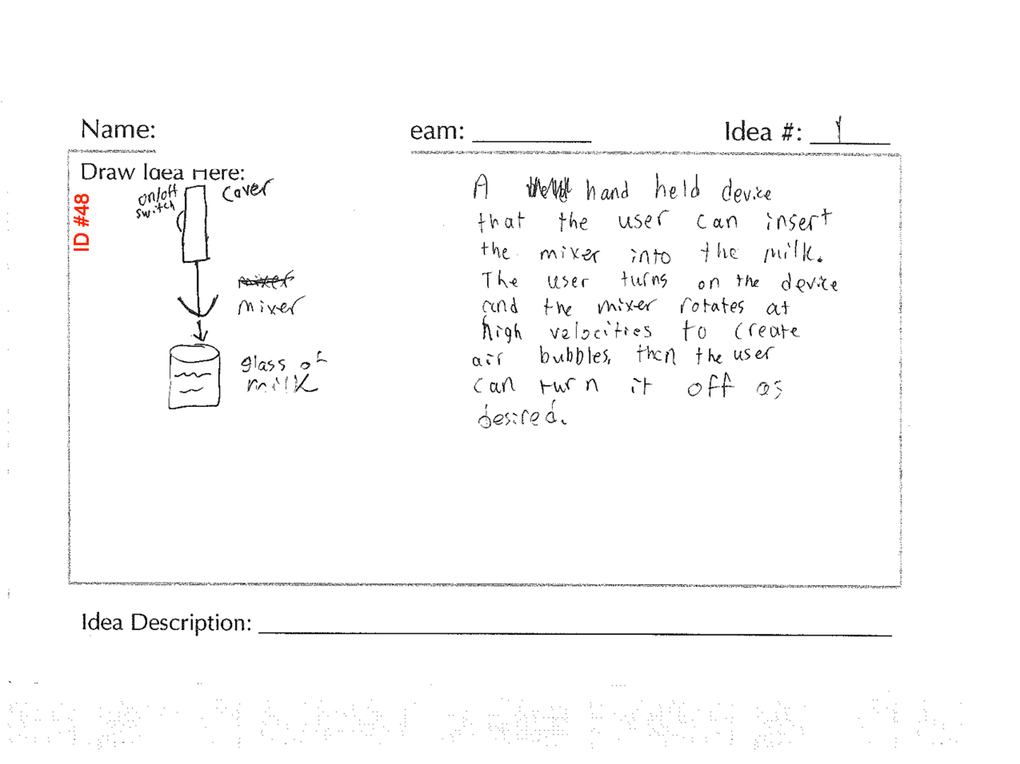 Name:
eam: ________
Idea #: 1
Draw Idea Here:
ID #48
on/off
switch
cover
mixer
mixer
glass of
milk
A hand held device
that the user can insert
the mixer into the milk.
The user turns on the device
and the mixer rotates at
high velocities to create
air bubbles, then the user
can turn it off as
desired.
Idea Description: ________